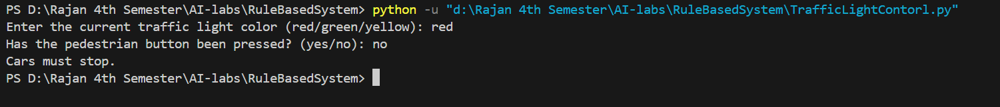 PS D:\Rajan 4th Semester\AI-labs\RuleBasedSystem> python -u "d:\Rajan 4th Semester\AI-labs\RuleBasedSystem\TrafficLightContorl.py"
Enter the current traffic light color (red/green/yellow): red
Has the pedestrian button been pressed? (yes/no): no
Cars must stop.
PS D:\Rajan 4th Semester\AI-labs\RuleBasedSystem>